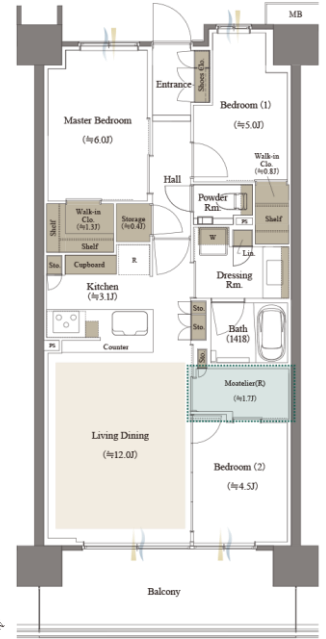 MB
Entrance
Shoes Clo.
Master Bedroom
(≒6.0J)
Bedroom (1)
(≒5.0J)
Hall
Walk-in
Clo.
(≒0.8J)
Powder
Rm.
Shelf
PS
Walk-in
Clo.
(≒1.3J)
Storage
(≒0.4J)
Shelf
Shelf
W
Lin.
Sto.
Cupboard
R
Dressing
Rm.
Kitchen
(≒3.1J)
Sto.
Sto.
Bath
(1418)
PS
Counter
Sto.
Moatelier(R)
(≒1.7J)
Living Dining
(≒12.0J)
Bedroom (2)
(≒4.5J)
Balcony